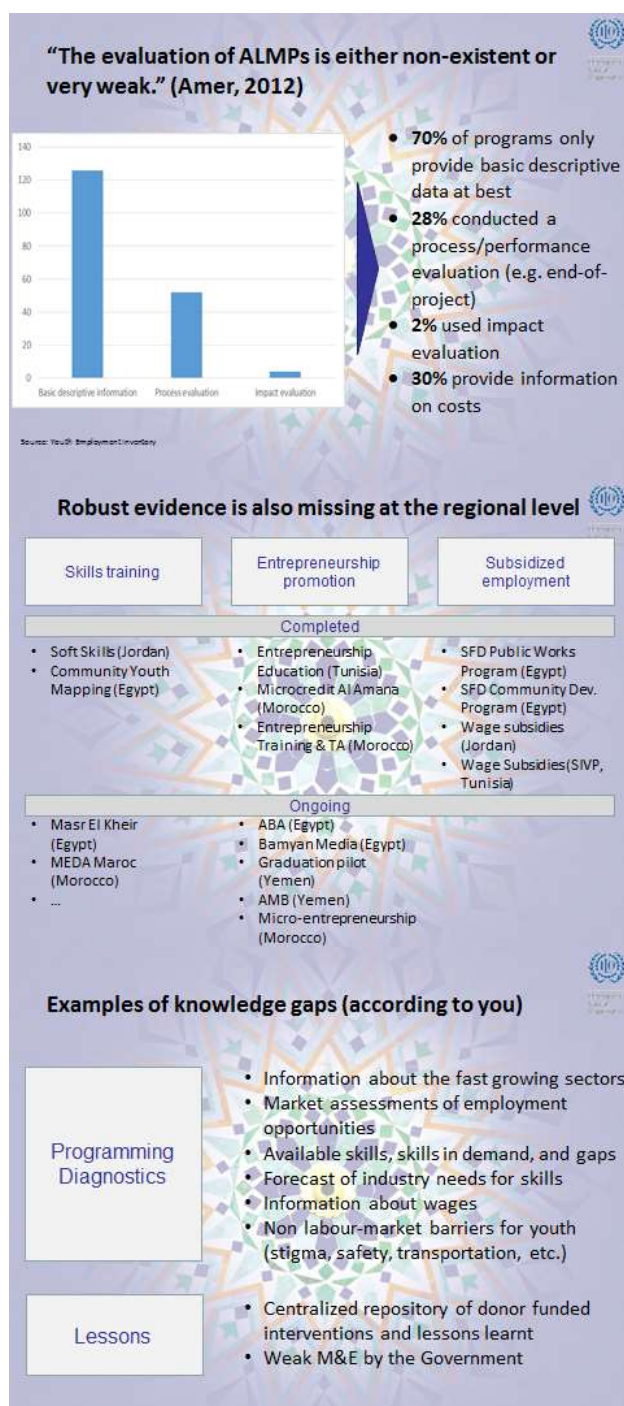 “The evaluation of ALMPs is either non-existent or
very weak.” (Amer, 2012)
140
120
100
80
60
40
20
0
Basic descriptive information
Process evaluation
Impact evaluation
• 70% of programs only
provide basic descriptive
data at best
• 28% conducted a
process/performance
evaluation (e.g. end-of-
project)
• 2% used impact
evaluation
• 30% provide information
on costs
Source: Youth Employment Inventory
Robust evidence is also missing at the regional level
Skills training
Entrepreneurship
promotion
Subsidized
employment
Completed
• Soft Skills (Jordan)
• Community Youth
Mapping (Egypt)
• Entrepreneurship
Education (Tunisia)
• Microcredit Al Amana
(Morocco)
• Entrepreneurship
Training & TA (Morocco)
• SFD Public Works
Program (Egypt)
• SFD Community Dev.
Program (Egypt)
• Wage subsidies
(Jordan)
• Wage Subsidies (SIVP,
Tunisia)
Ongoing
• Masr El Kheir
(Egypt)
• MEDA Maroc
(Morocco)
• ...
• ABA (Egypt)
• Bamyan Media (Egypt)
• Graduation pilot
(Yemen)
• AMB (Yemen)
• Micro-entrepreneurship
(Morocco)
Examples of knowledge gaps (according to you)
Programming
Diagnostics
• Information about the fast growing sectors
• Market assessments of employment
opportunities
• Available skills, skills in demand, and gaps
• Forecast of industry needs for skills
• Information about wages
• Non labour-market barriers for youth
(stigma, safety, transportation, etc.)
Lessons
• Centralized repository of donor funded
interventions and lessons learnt
• Weak M&E by the Government